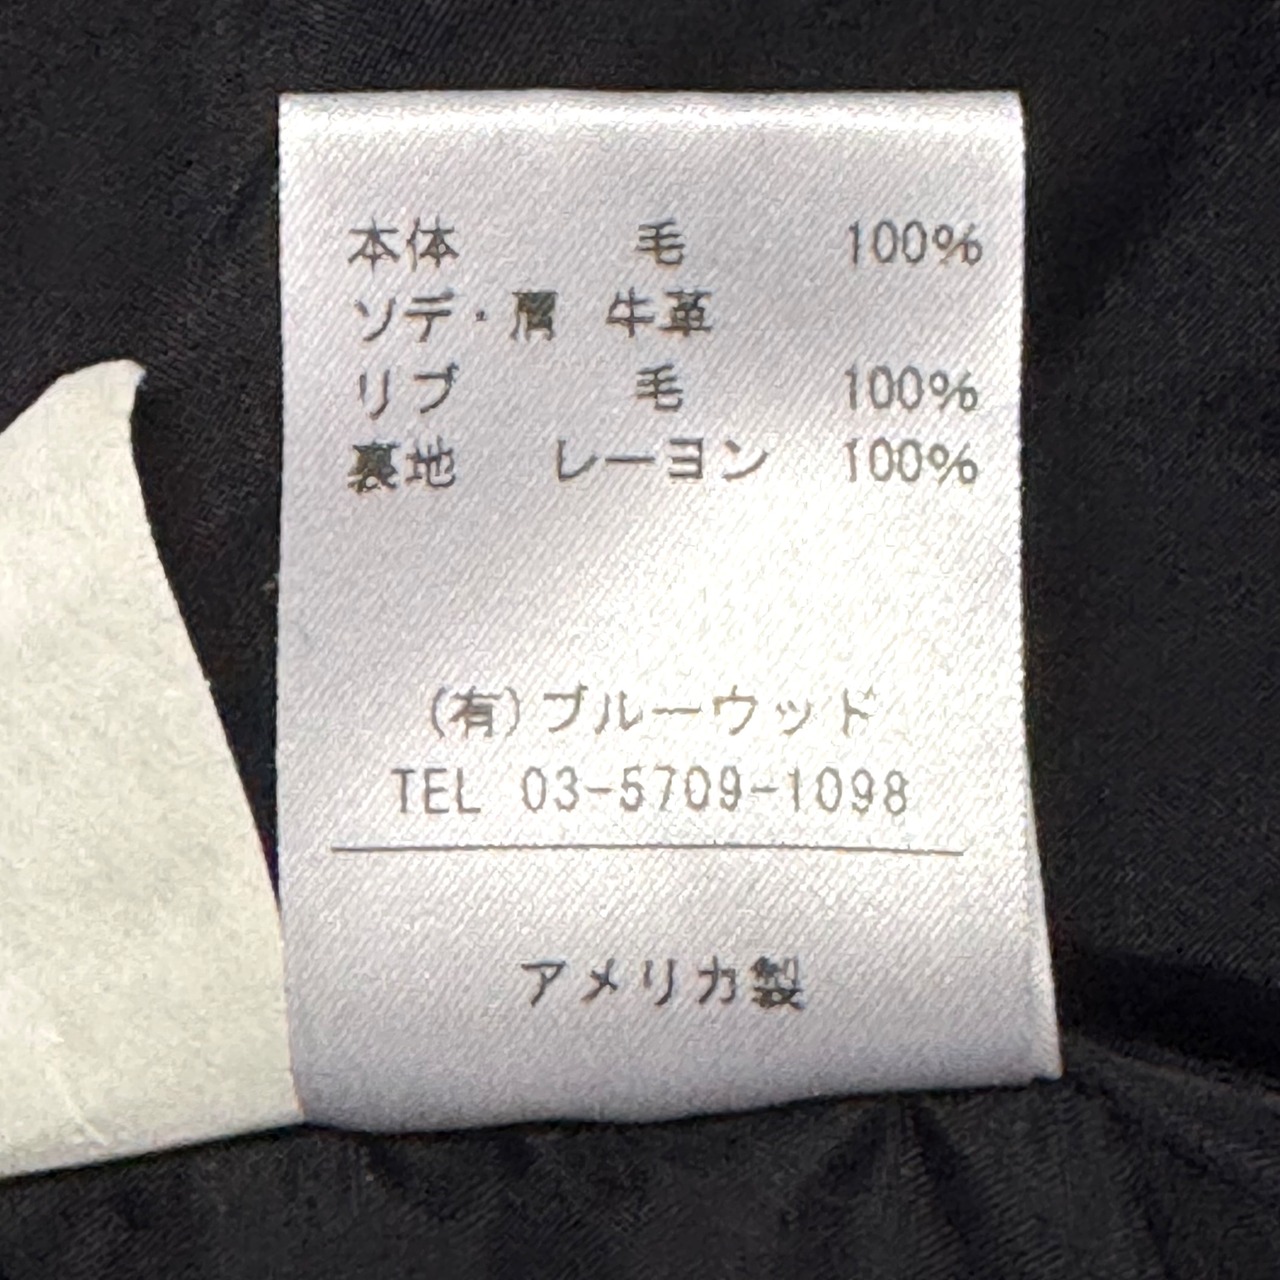 本体 毛 100%
ソデ・肩 牛革
リブ 毛 100%
裏地 レーヨン 100%
(有)ブルーウッド
TEL 03-5709-1098
アメリカ製